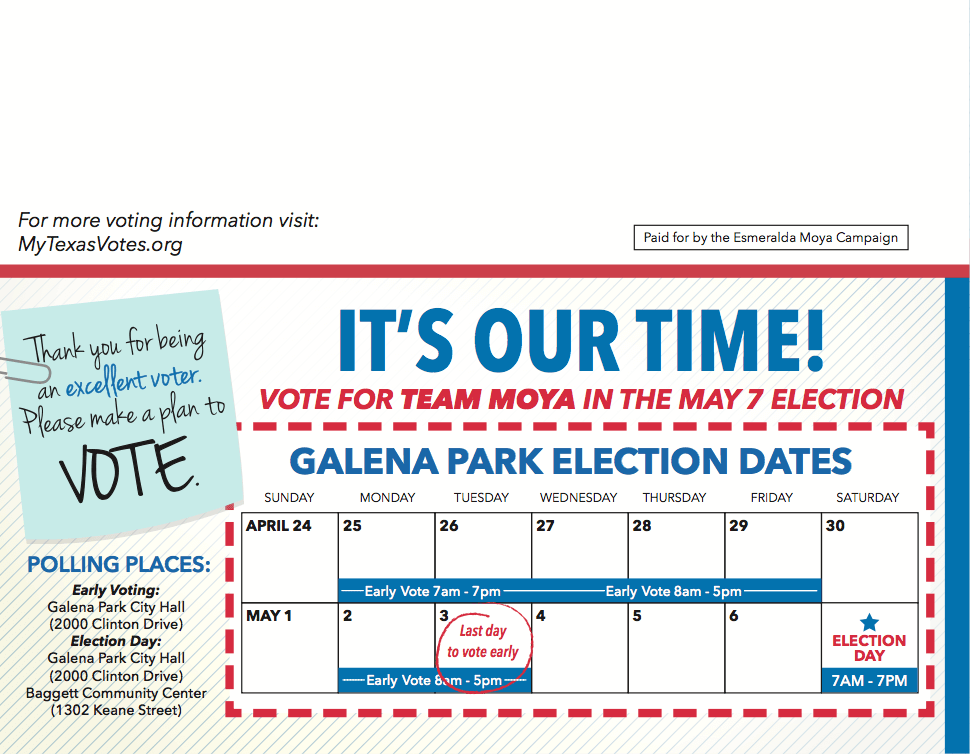 For more voting information visit:
MyTexasVotes.org
Paid for by the Esmeralda Moya Campaign
Thank you for being
an excellent voter.
Please make a plan to
VOTE.
IT'S OUR TIME!
VOTE FOR TEAM MOYA IN THE MAY 7 ELECTION
GALENA PARK ELECTION DATES
SUNDAY MONDAY TUESDAY WEDNESDAY THURSDAY FRIDAY SATURDAY
APRIL 24 25 26 27 28 29 30
Early Vote 7am - 7pm Early Vote 8am - 5pm
MAY 1 2 3 4 5 6
Last day
to vote early
Early Vote 8am - 5pm
ELECTION
DAY
7AM - 7PM
POLLING PLACES:
Early Voting:
Galena Park City Hall
(2000 Clinton Drive)
Election Day:
Galena Park City Hall
(2000 Clinton Drive)
Baggett Community Center
(1302 Keane Street)